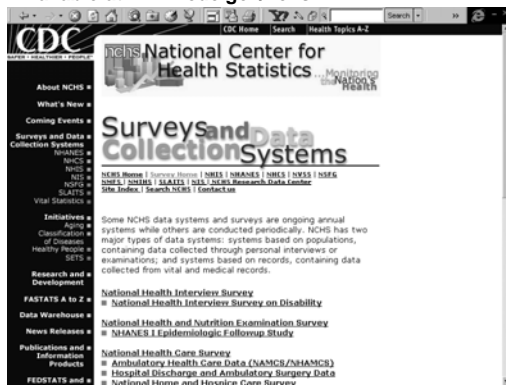 Search
CDC Home | Search | Health Topics A-Z
CDC
SAFER • HEALTHIER • PEOPLE™
nchs National Center for
Health Statistics
...Monitoring
the Nation's
Health
About NCHS
What's New
Coming Events
Surveys and Data
Collection Systems
NHANES
NHCS
NHIS
NIS
NSFG
SLAITS
Vital Statistics
Initiatives
Aging
Classification
of Diseases
Healthy People
SETS
Research and
Development
FASTATS A to Z
Data Warehouse
News Releases
Publications and
Information
Products
FEDSTATS and
Surveys and Data
Collection Systems
NCHS Home | Survey Home | NHIS | NHANES | NHCS | NVSS | NSFG
NHFS | NMIHS | SLAITS | NIS | NCHS Research Data Center
Site Index | Search NCHS | Contact us
Some NCHS data systems and surveys are ongoing annual
systems while others are conducted periodically. NCHS has two
major types of data systems: systems based on populations,
containing data collected through personal interviews or
examinations; and systems based on records, containing data
collected from vital and medical records.
National Health Interview Survey
National Health Interview Survey on Disability
National Health and Nutrition Examination Survey
NHANES I Epidemiologic Followup Study
National Health Care Survey
Ambulatory Health Care Data (NAMCS/NHAMCS)
Hospital Discharge and Ambulatory Surgery Data
National Home and Hospice Care Survey